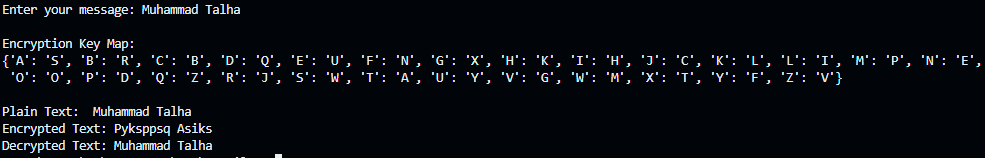 Enter your message: Muhammad Talha
Encryption Key Map:
{'A': 'S', 'B': 'R', 'C': 'B', 'D': 'Q', 'E': 'U', 'F': 'N', 'G': 'X', 'H': 'K', 'I': 'H', 'J': 'C', 'K': 'L', 'L': 'I', 'M': 'P', 'N': 'E',
'O': 'O', 'P': 'D', 'Q': 'Z', 'R': 'J', 'S': 'W', 'T': 'A', 'U': 'Y', 'V': 'G', 'W': 'M', 'X': 'T', 'Y': 'F', 'Z': 'V'}
Plain Text:  Muhammad Talha
Encrypted Text: Pyksppsq Asiks
Decrypted Text: Muhammad Talha